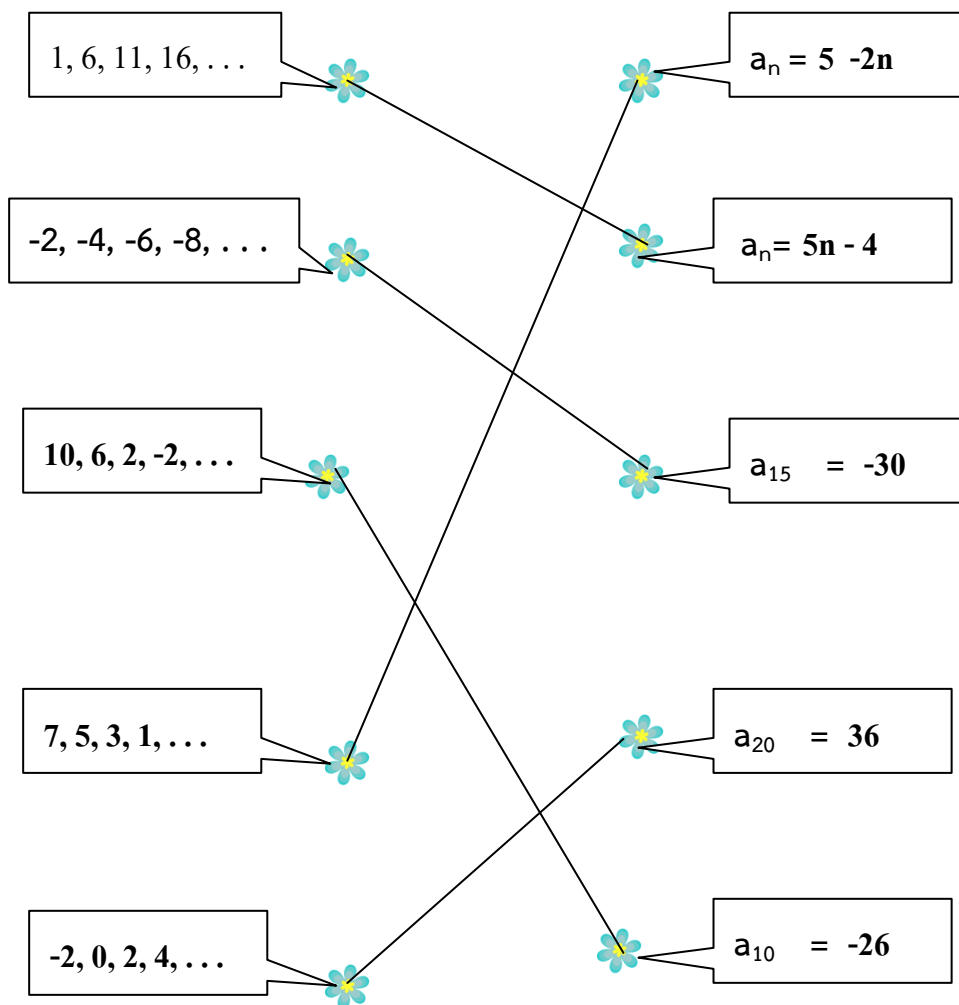 1, 6, 11, 16, . . .
a₍n₎ = 5 -2n
-2, -4, -6, -8, . . .
aₙ= 5n - 4
10, 6, 2, -2, . . .
a₁₅ = -30
7, 5, 3, 1, . . .
a₂₀ = 36
-2, 0, 2, 4, . . .
a₁₀ = -26